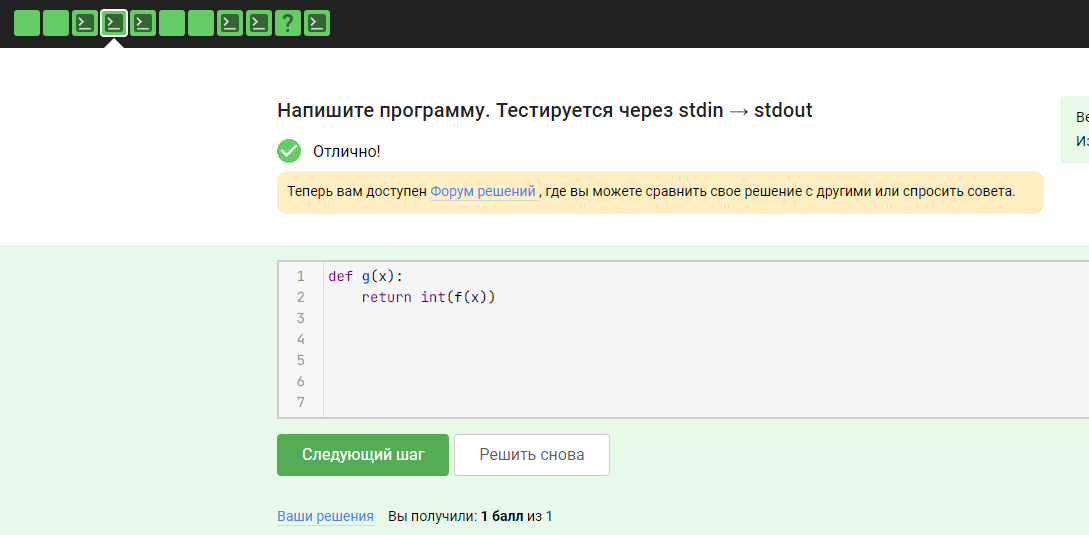 ?
Напишите программу. Тестируется через stdin → stdout
Отлично!
Теперь вам доступен Форум решений , где вы можете сравнить свое решение с другими или спросить совета.
1 def g(x):
2     return int(f(x))
3
4
5
6
7
Следующий шаг Решить снова
Ваши решения Вы получили: 1 балл из 1